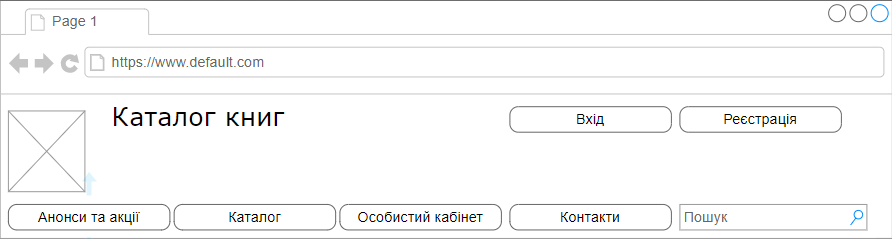 Page 1
https://www.default.com
Каталог книг
Вхід
Реєстрація
Анонси та акції
Каталог
Особистий кабінет
Контакти
Пошук